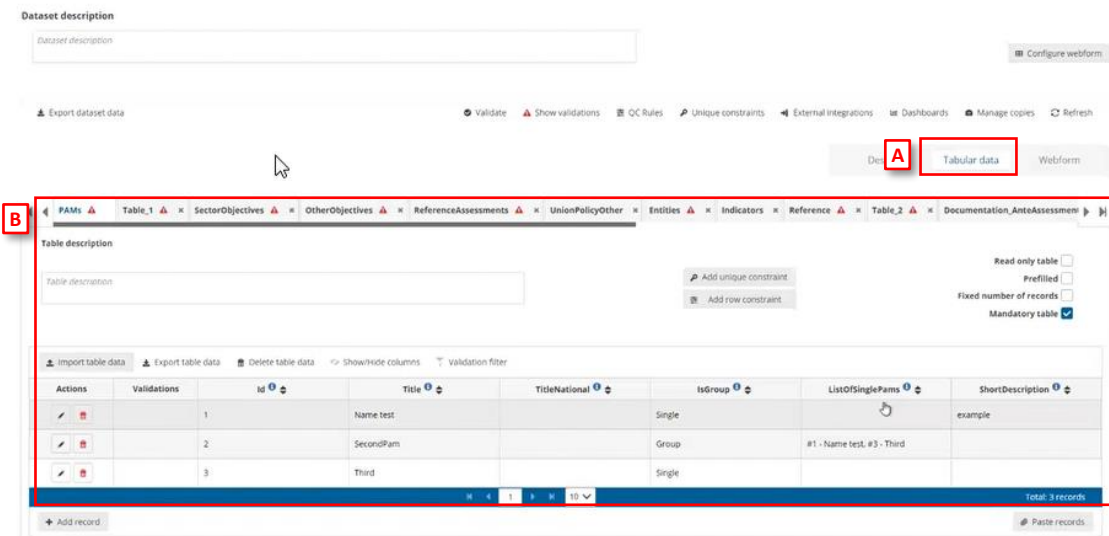 Dataset description
Dataset description
Configure webform
Export dataset data Validate Show validations QC Rules Unique constraints External integrations Dashboards Manage copies Refresh
Des A Tabular data Webform
B PAMs Table_1 SectorObjectives OtherObjectives ReferenceAssessments UnionPolicyOther Entities Indicators Reference Table_2 Documentation_AnteAssessment
Table description
Read only table
Table description
Add unique constraint
Prefilled
Add row constraint
Fixed number of records
Mandatory table
Import table data Export table data Delete table data Show/Hide columns Validation filter
Actions Validations Id Title TitleNational IsGroup ListOfSinglePams ShortDescription
1 Name test Single example
2 SecondPam Group #1 - Name test, #3 - Third
3 Third Single
1 10 Total: 3 records
Add record Paste records